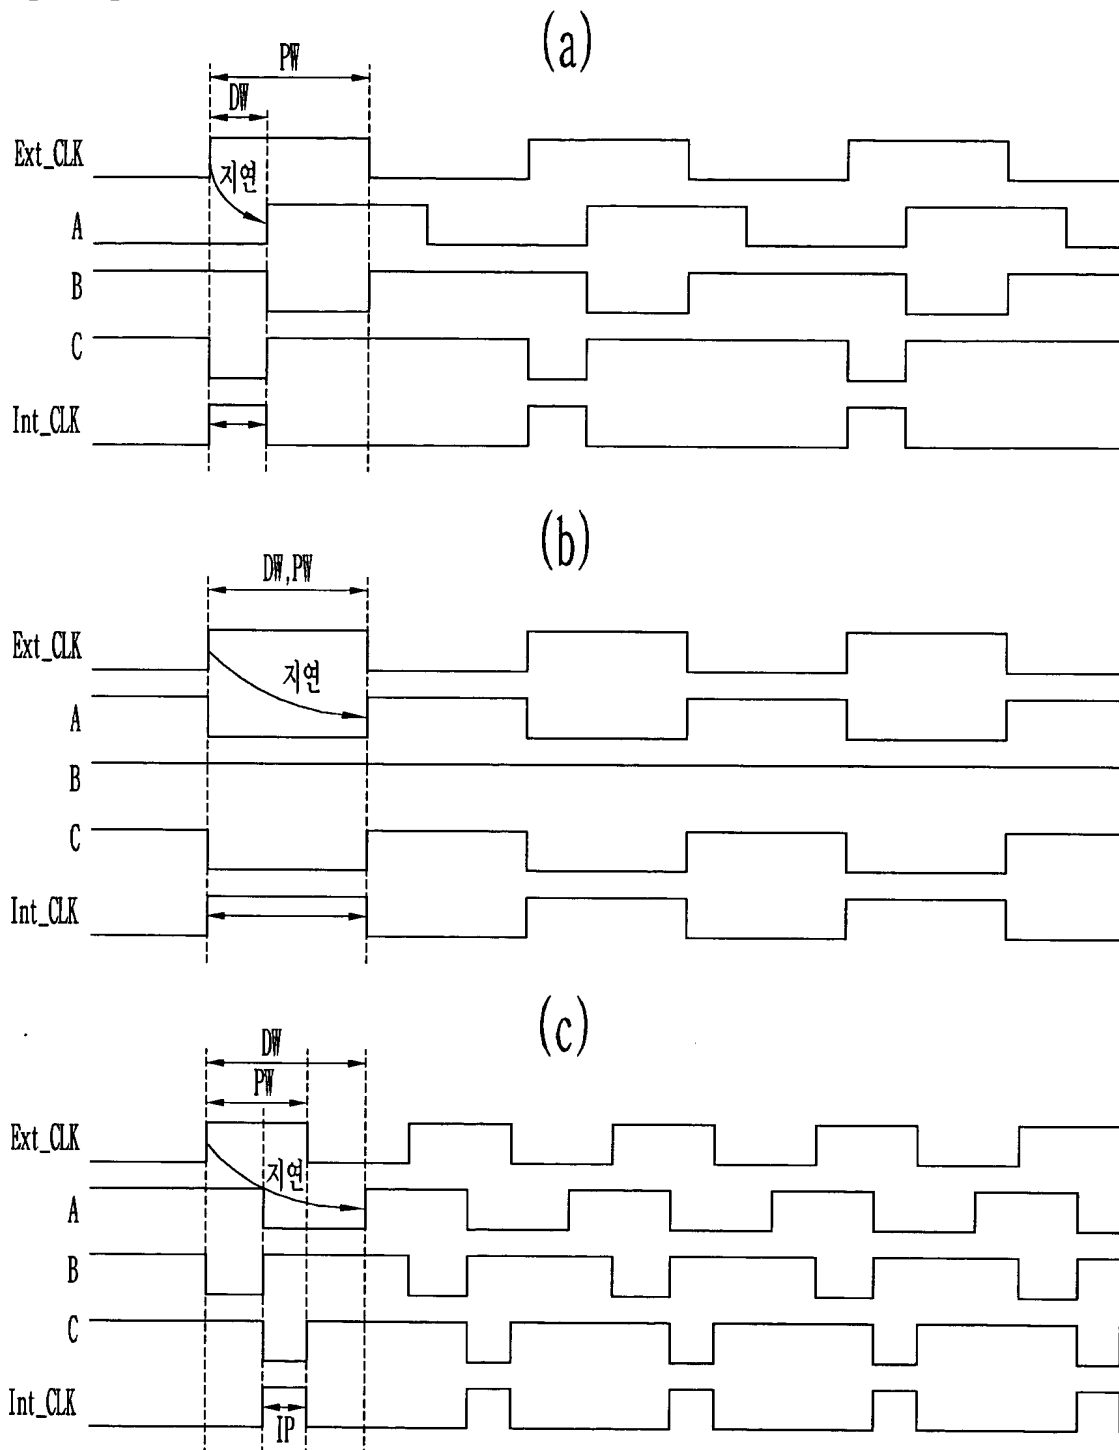 (a)
PW
DW
Ext_CLK
지연
A
B
C
Int_CLK
(b)
DW,PW
Ext_CLK
지연
A
B
C
Int_CLK
(c)
DW
PW
Ext_CLK
지연
A
B
C
Int_CLK
IP